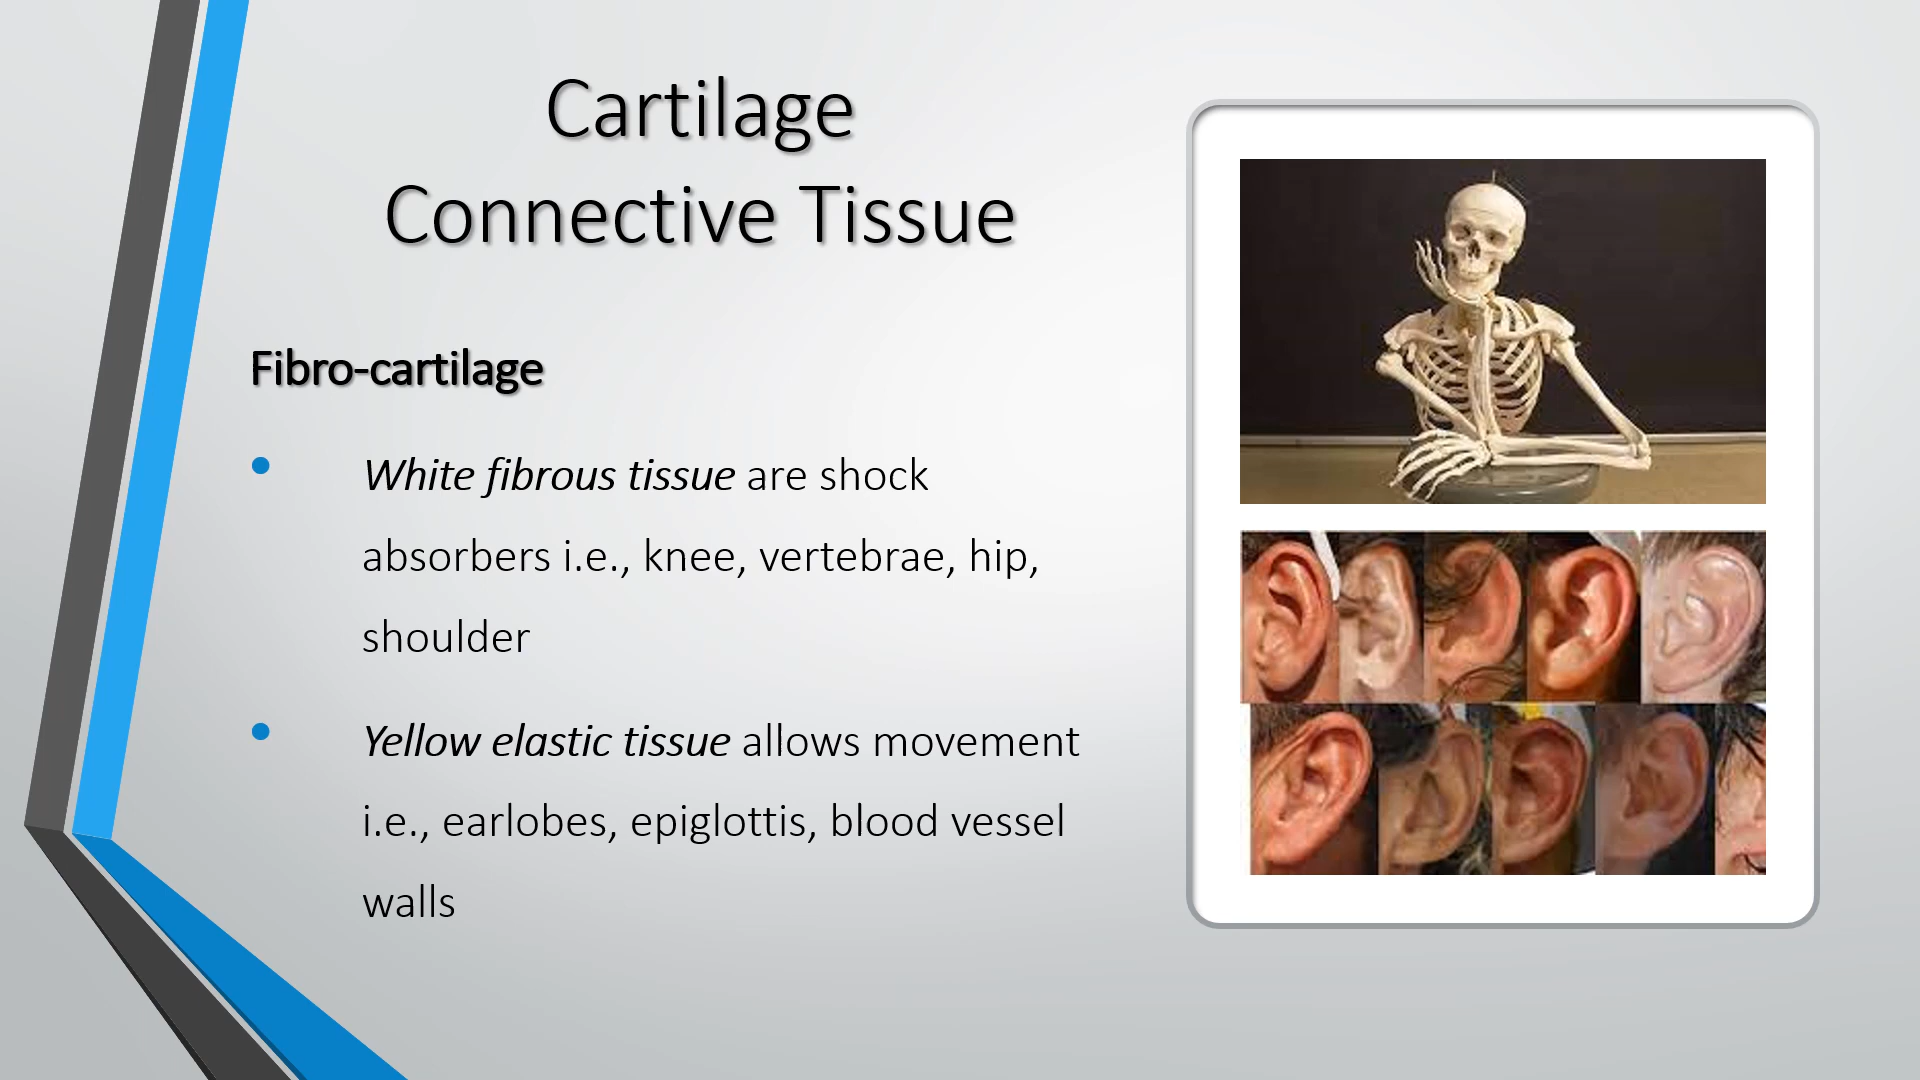 Cartilage
Connective Tissue
Fibro-cartilage
• White fibrous tissue are shock
absorbers i.e., knee, vertebrae, hip,
shoulder
• Yellow elastic tissue allows movement
i.e., earlobes, epiglottis, blood vessel
walls